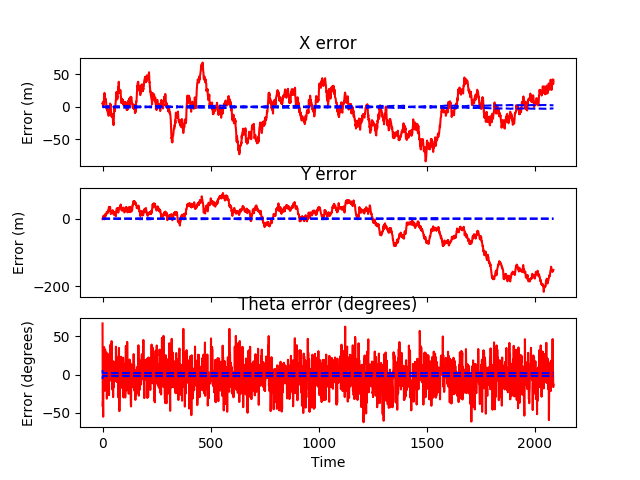 X error
50
0
−50
Error (m)
Y error
0
−200
Error (m)
Theta error (degrees)
50
0
−50
Error (degrees)
0 500 1000 1500 2000
Time